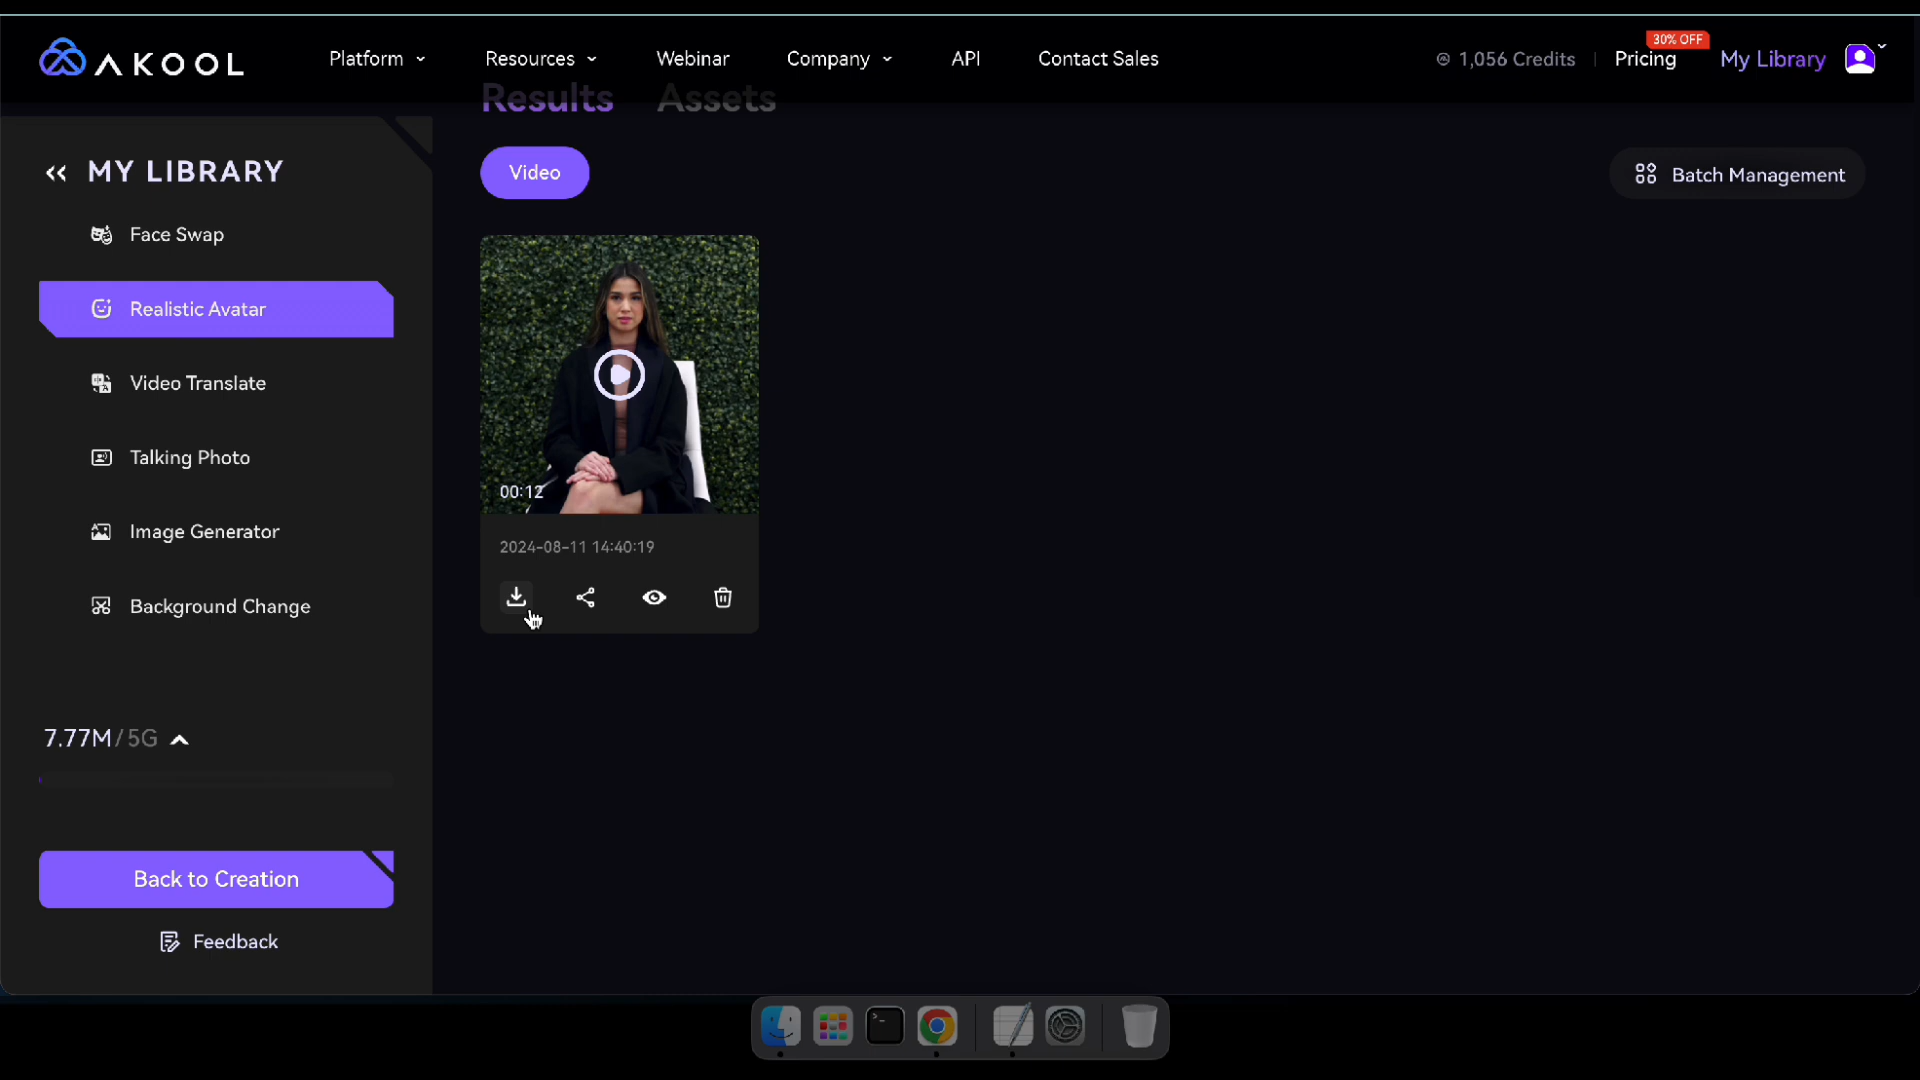 AKOOL
Platform
Resources
Webinar
Company
API
Contact Sales
1,056 Credits
Pricing
30% OFF
My Library
Results
Assets
MY LIBRARY
Face Swap
Realistic Avatar
Video Translate
Talking Photo
Image Generator
Background Change
7.77M/5G
Back to Creation
Feedback
Video
Batch Management
00:12
2024-08-11 14:40:19